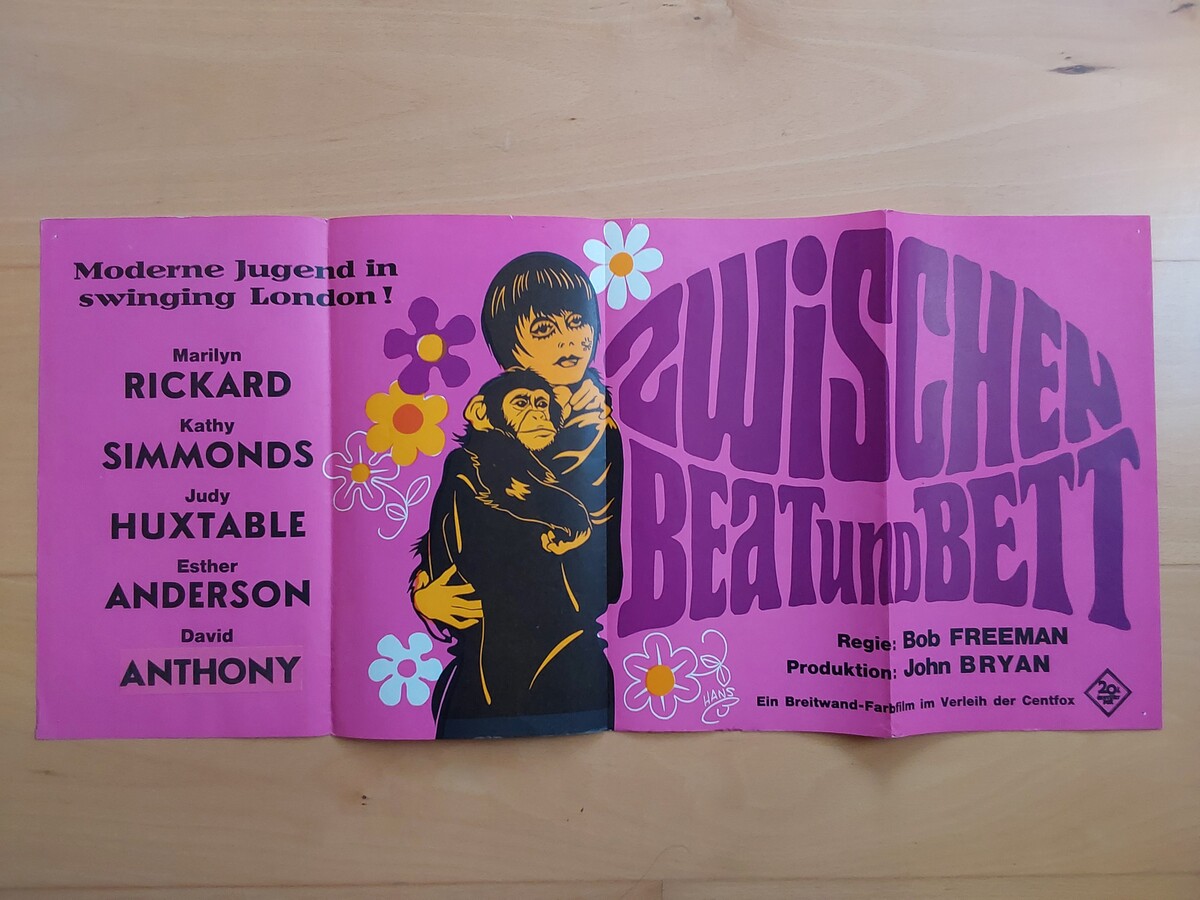 Moderne Jugend in
swinging London!
Marilyn
RICKARD
Kathy
SIMMONDS
Judy
HUXTABLE
Esther
ANDERSON
David
ANTHONY
ZWiSCHEN
BEaTunDBETT
Regie: Bob FREEMAN
Produktion: John BRYAN
Ein Breitwand-Farbfilm im Verleih der Centfox
HANS
20